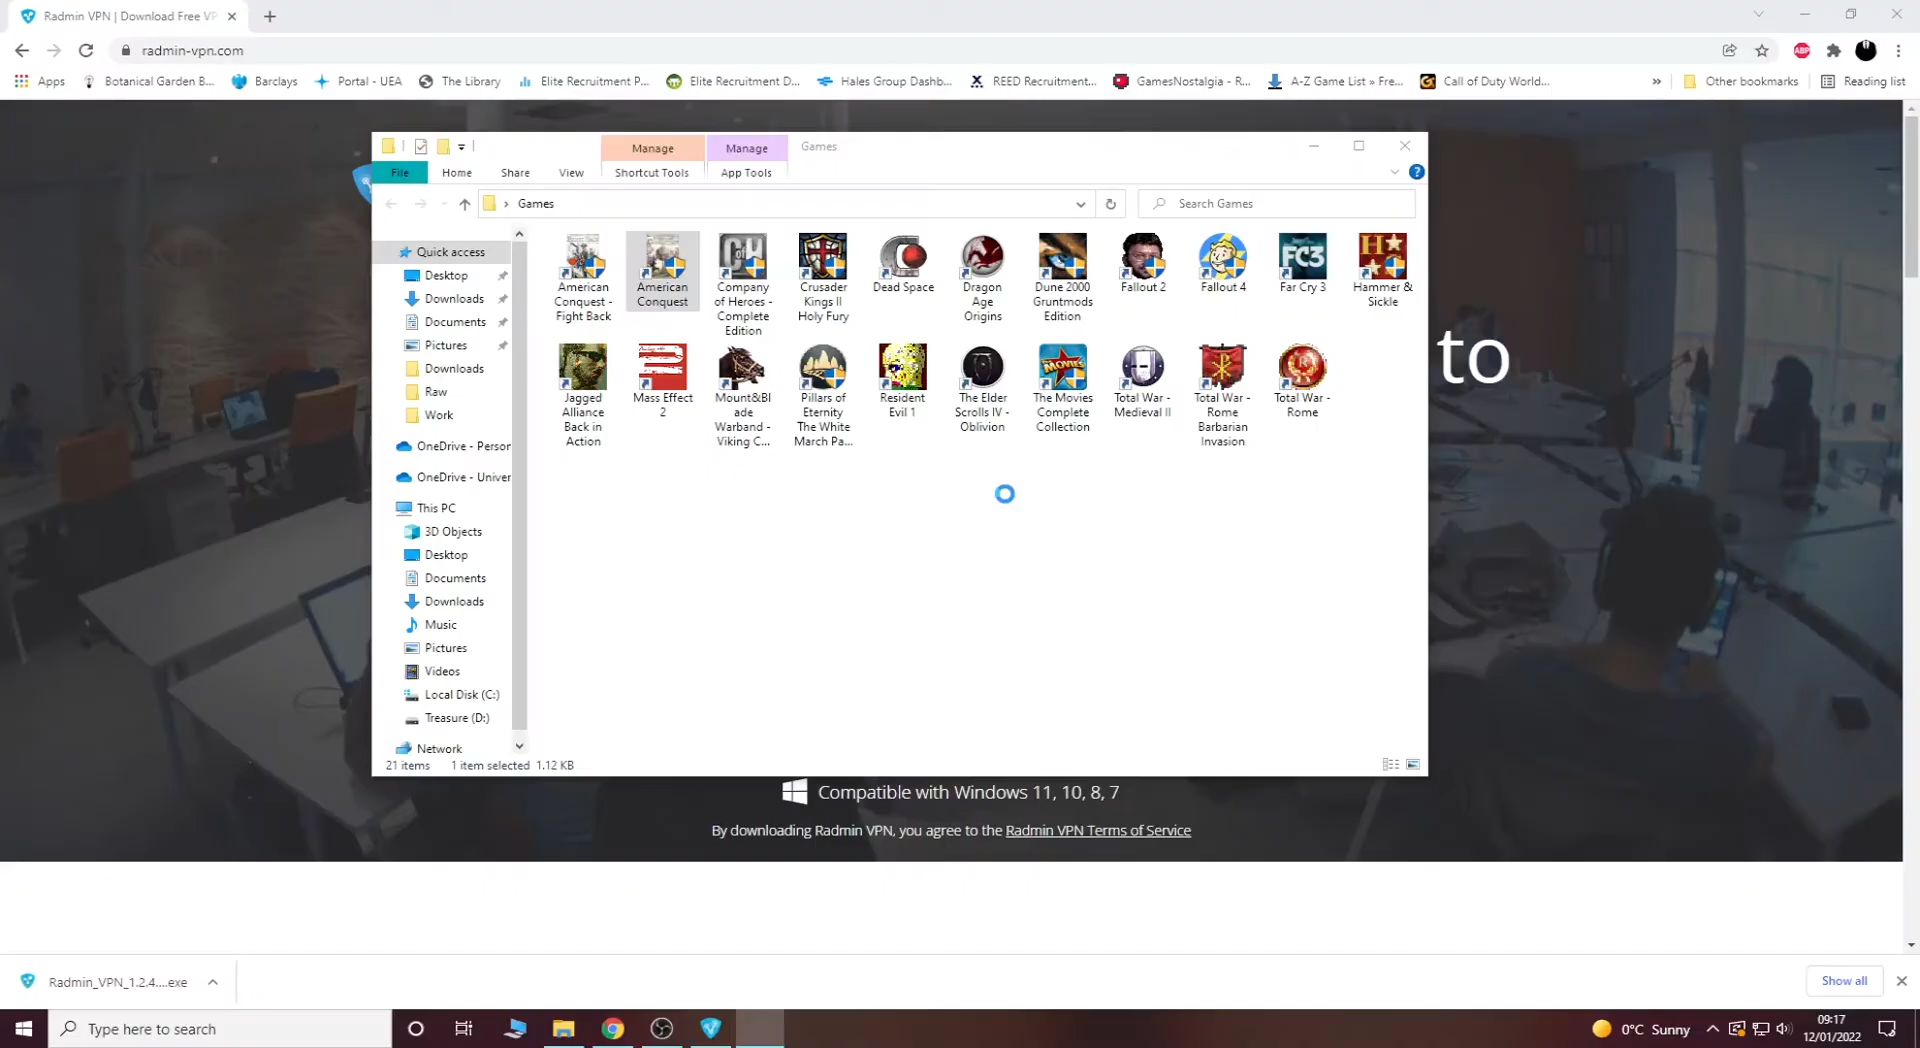 Radmin VPN | Download Free VP
radmin-vpn.com
Apps
Botanical Garden B...
Barclays
Portal - UEA
The Library
Elite Recruitment P...
Elite Recruitment D...
Hales Group Dashb...
REED Recruitment...
GamesNostalgia - R...
A-Z Game List » Fre...
Call of Duty World...
»
Other bookmarks
Reading list
ABP
Manage
Manage
Games
File
Home
Share
View
Shortcut Tools
App Tools
Games
Search Games
Quick access
Desktop
Downloads
Documents
Pictures
Downloads
Raw
Work
OneDrive - Person
OneDrive - Univer
This PC
3D Objects
Desktop
Documents
Downloads
Music
Pictures
Videos
Local Disk (C:)
Treasure (D:)
Network
American
Conquest -
Fight Back
American
Conquest
Company
of Heroes -
Complete
Edition
Crusader
Kings II
Holy Fury
Dead Space
Dragon
Age
Origins
Dune 2000
Gruntmods
Edition
Fallout 2
Fallout 4
FC3
Far Cry 3
Hammer &
Sickle
Jagged
Alliance
Back in
Action
Mass Effect
2
Mount&Bl
ade
Warband -
Viking C...
Pillars of
Eternity
The White
March Pa...
Resident
Evil 1
The Elder
Scrolls IV -
Oblivion
MOVIES
The Movies
Complete
Collection
Total War -
Medieval II
Total War -
Rome
Barbarian
Invasion
Total War -
Rome
21 items
1 item selected 1.12 KB
to
Compatible with Windows 11, 10, 8, 7
By downloading Radmin VPN, you agree to the Radmin VPN Terms of Service
Radmin_VPN_1.2.4....exe
Show all
Type here to search
0°C Sunny
09:17
12/01/2022